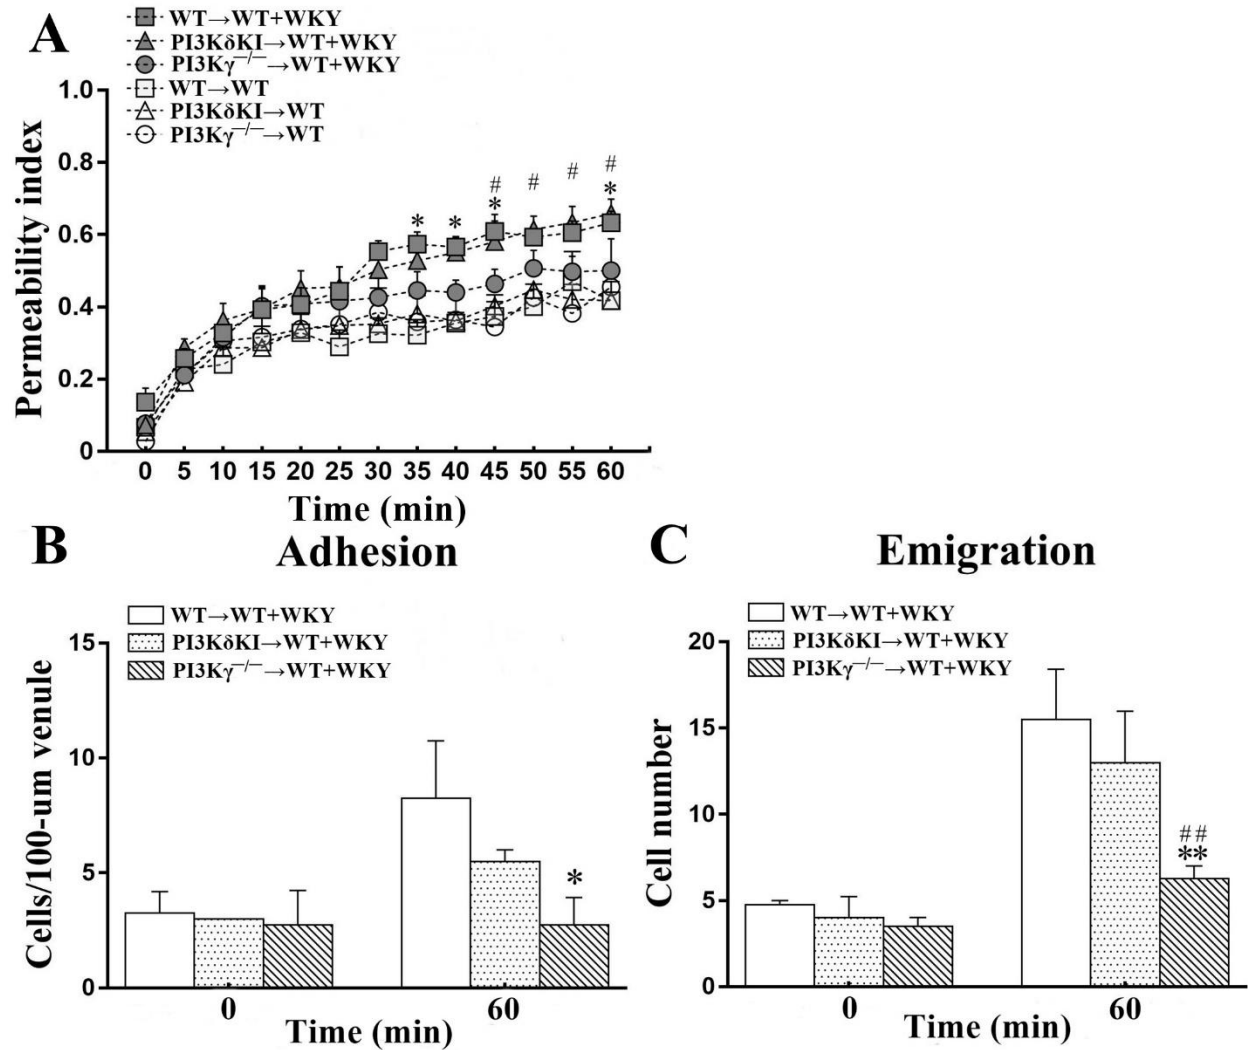 A
WT→WT+WKY
PI3KδKI→WT+WKY
PI3Kγ⁻/⁻→WT+WKY
WT→WT
PI3KδKI→WT
PI3Kγ⁻/⁻→WT
Permeability index
1.0
0.8
0.6
0.4
0.2
0
# # # #
* * * *
0 5 10 15 20 25 30 35 40 45 50 55 60
Time (min)
B
Adhesion
WT→WT+WKY
PI3KδKI→WT+WKY
PI3Kγ⁻/⁻→WT+WKY
Cells/100-um venule
15
10
5
0
*
0 60
Time (min)
C
Emigration
WT→WT+WKY
PI3KδKI→WT+WKY
PI3Kγ⁻/⁻→WT+WKY
Cell number
20
15
10
5
0
##
**
0 60
Time (min)